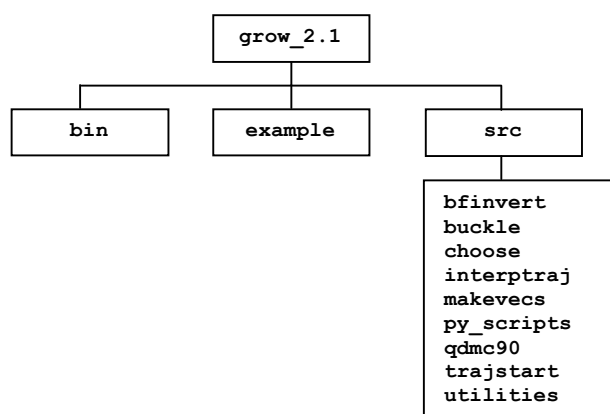 grow_2.1
bin
example
src
bfinvert
buckle
choose
interptraj
makevecs
py_scripts
qdmc90
trajstart
utilities